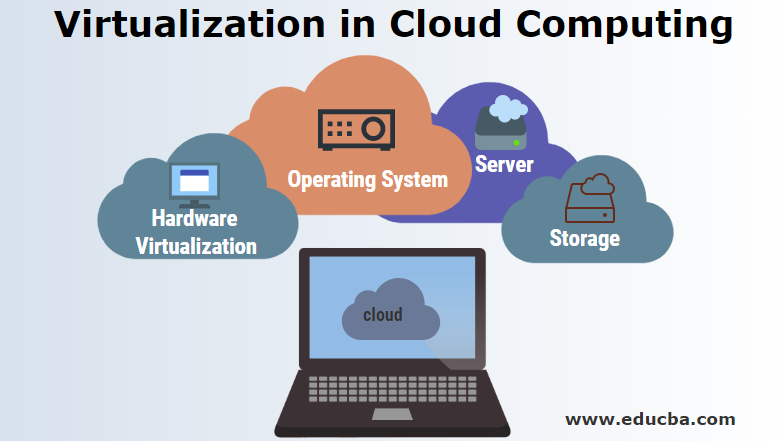 Virtualization in Cloud Computing
Operating System
Server
Hardware
Virtualization
Storage
cloud
www.educba.com